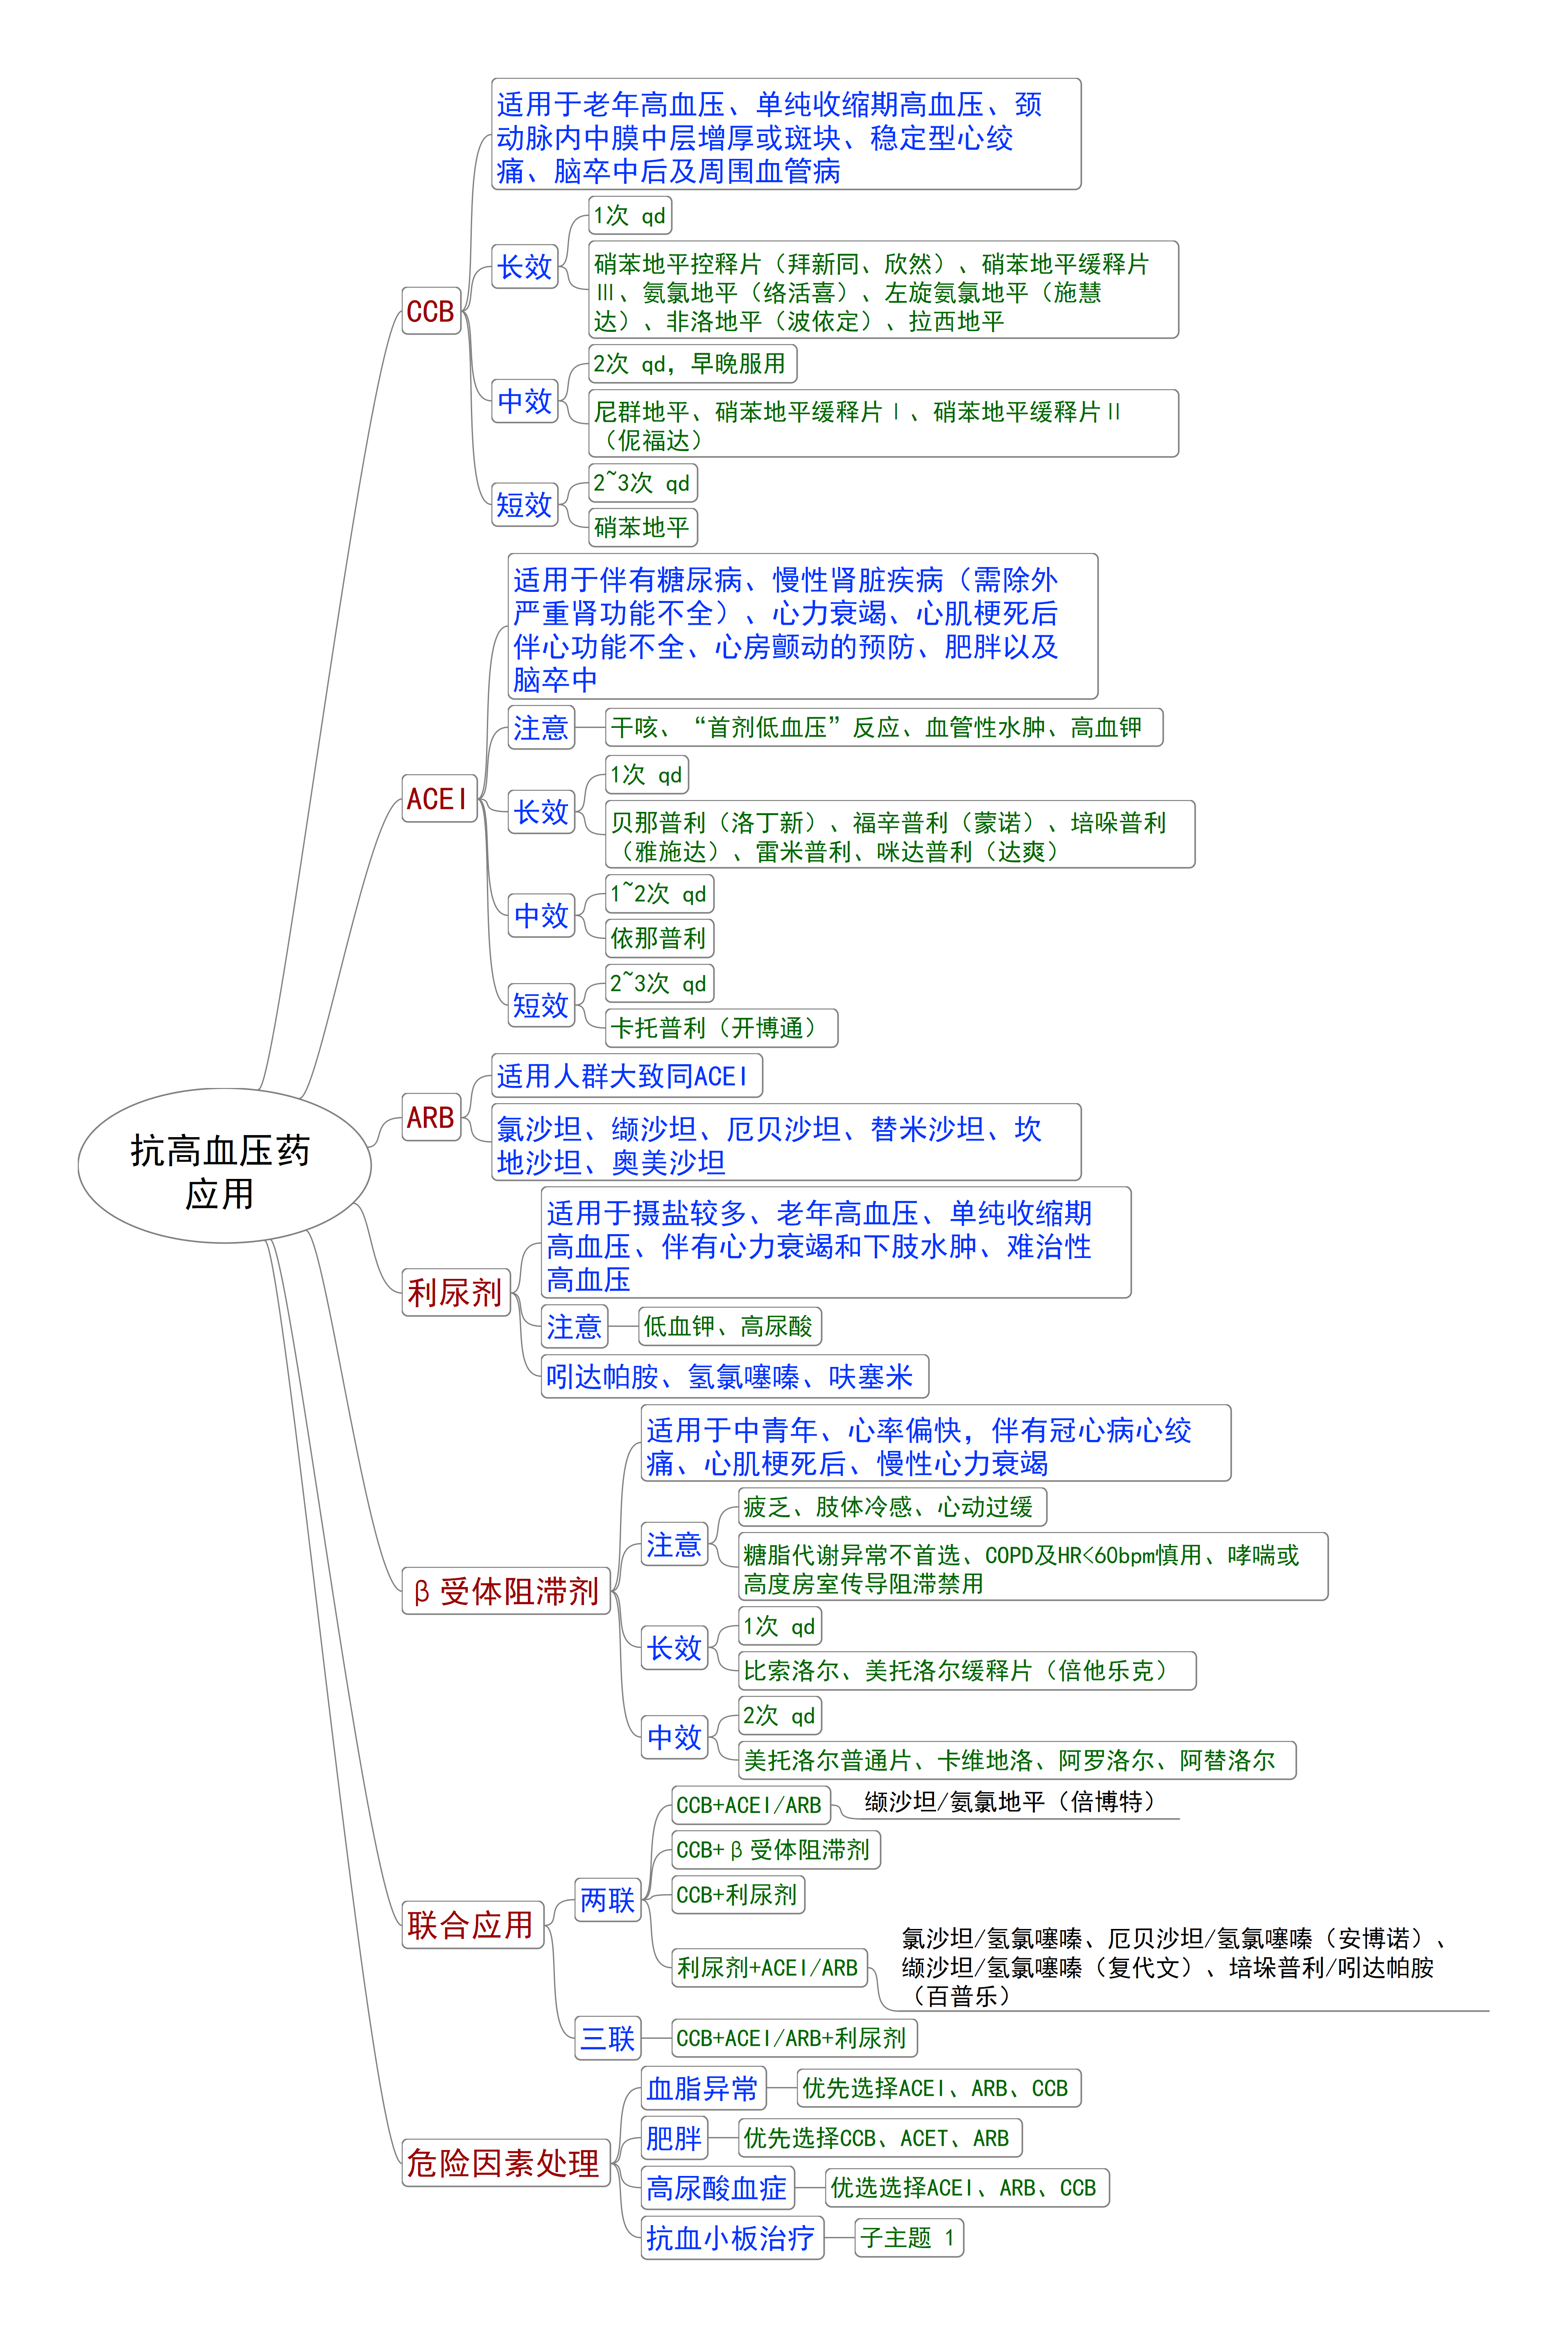 适用于老年高血压、单纯收缩期高血压、颈
动脉内中膜中层增厚或斑块、稳定型心绞
痛、脑卒中后及周围血管病
1次 qd
长效
硝苯地平控释片（拜新同、欣然）、硝苯地平缓释片
Ⅲ、氨氯地平（络活喜）、左旋氨氯地平（施慧
达）、非洛地平（波依定）、拉西地平
CCB
2次 qd，早晚服用
中效
尼群地平、硝苯地平缓释片Ⅰ、硝苯地平缓释片Ⅱ
（伲福达）
2~3次 qd
短效
硝苯地平
适用于伴有糖尿病、慢性肾脏疾病（需除外
严重肾功能不全）、心力衰竭、心肌梗死后
伴心功能不全、心房颤动的预防、肥胖以及
脑卒中
注意
干咳、“首剂低血压”反应、血管性水肿、高血钾
1次 qd
ACEI
长效
贝那普利（洛丁新）、福辛普利（蒙诺）、培哚普利
（雅施达）、雷米普利、咪达普利（达爽）
1~2次 qd
中效
依那普利
2~3次 qd
短效
卡托普利（开博通）
适用人群大致同ACEI
ARB
氯沙坦、缬沙坦、厄贝沙坦、替米沙坦、坎
地沙坦、奥美沙坦
抗高血压药
应用
适用于摄盐较多、老年高血压、单纯收缩期
高血压、伴有心力衰竭和下肢水肿、难治性
高血压
利尿剂
注意
低血钾、高尿酸
吲达帕胺、氢氯噻嗪、呋塞米
适用于中青年、心率偏快，伴有冠心病心绞
痛、心肌梗死后、慢性心力衰竭
疲乏、肢体冷感、心动过缓
注意
糖脂代谢异常不首选、COPD及HR<60bpm慎用、哮喘或
高度房室传导阻滞禁用
β受体阻滞剂
1次 qd
长效
比索洛尔、美托洛尔缓释片（倍他乐克）
2次 qd
中效
美托洛尔普通片、卡维地洛、阿罗洛尔、阿替洛尔
CCB+ACEI/ARB
缬沙坦/氨氯地平（倍博特）
CCB+β受体阻滞剂
两联
CCB+利尿剂
联合应用
利尿剂+ACEI/ARB
氯沙坦/氢氯噻嗪、厄贝沙坦/氢氯噻嗪（安博诺）、
缬沙坦/氢氯噻嗪（复代文）、培垛普利/吲达帕胺
（百普乐）
三联
CCB+ACEI/ARB+利尿剂
血脂异常
优先选择ACEI、ARB、CCB
肥胖
优先选择CCB、ACET、ARB
危险因素处理
高尿酸血症
优选选择ACEI、ARB、CCB
抗血小板治疗
子主题 1